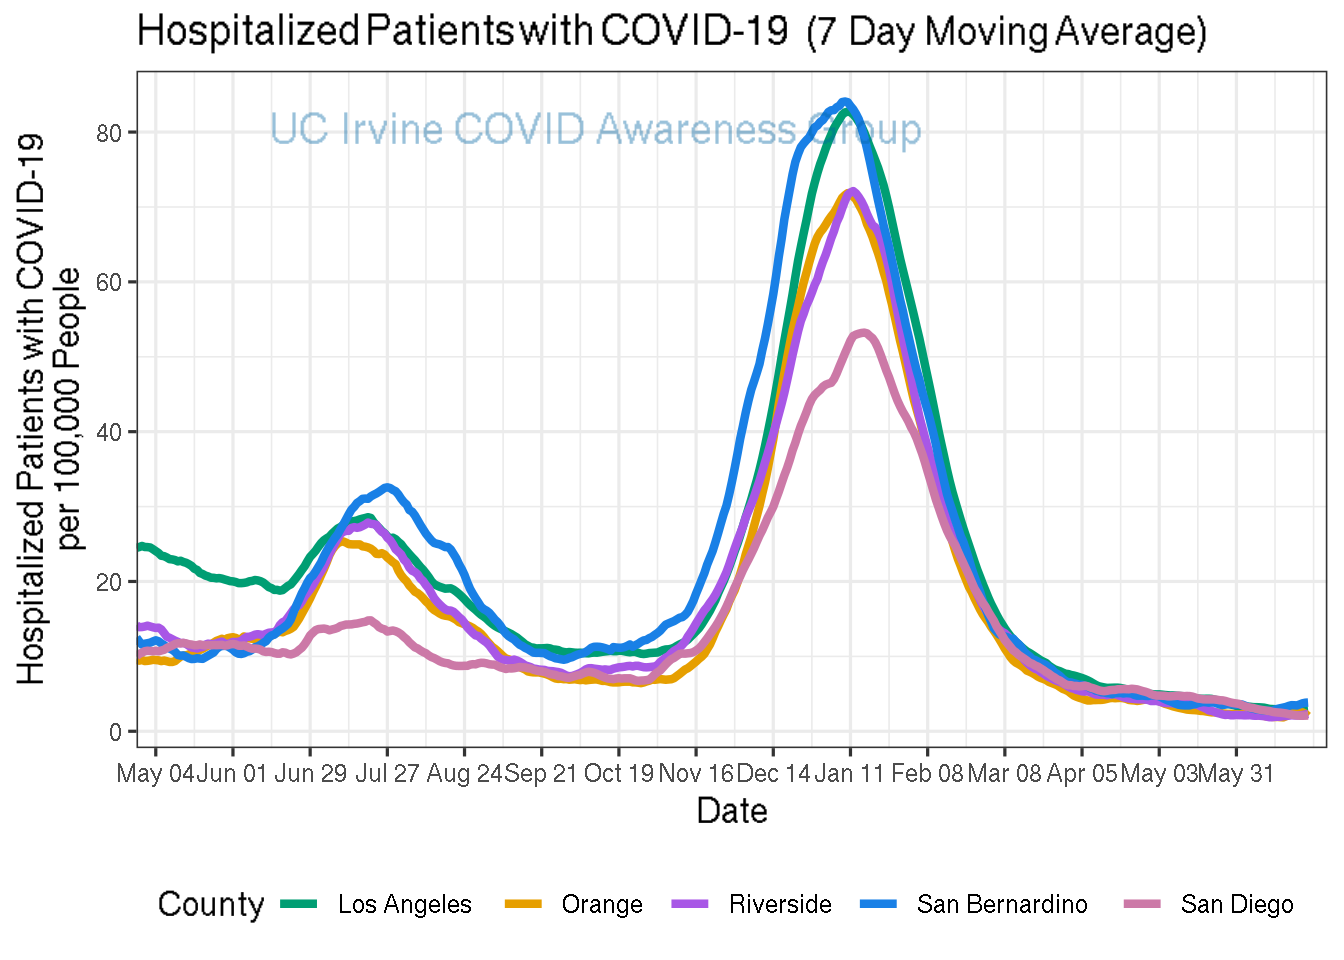 Hospitalized Patients with COVID-19 (7 Day Moving Average)
UC Irvine COVID Awareness Group
Hospitalized Patients with COVID-19
per 100,000 People
80
60
40
20
0
May 04 Jun 01 Jun 29 Jul 27 Aug 24 Sep 21 Oct 19 Nov 16 Dec 14 Jan 11 Feb 08 Mar 08 Apr 05 May 03 May 31
Date
County Los Angeles Orange Riverside San Bernardino San Diego